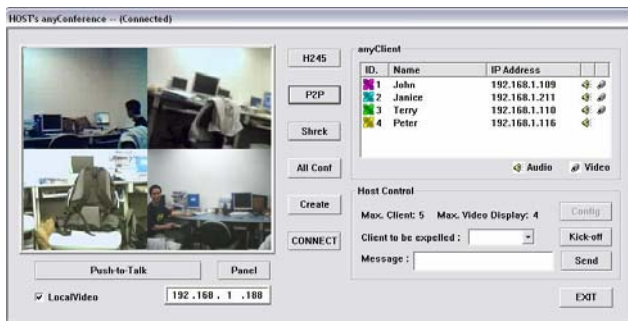 HOST's anyConference -- (Connected)
H245
P2P
Shrek
All Conf
Create
CONNECT
Push-to-Talk
Panel
LocalVideo
192 .168 . 1 .188
anyClient
ID. Name IP Address
1 John 192.168.1.109
2 Janice 192.168.1.211
3 Terry 192.168.1.110
4 Peter 192.168.1.116
Audio Video
Host Control
Max. Client: 5 Max. Video Display: 4
Config
Client to be expelled :
Kick-off
Message :
Send
EXIT